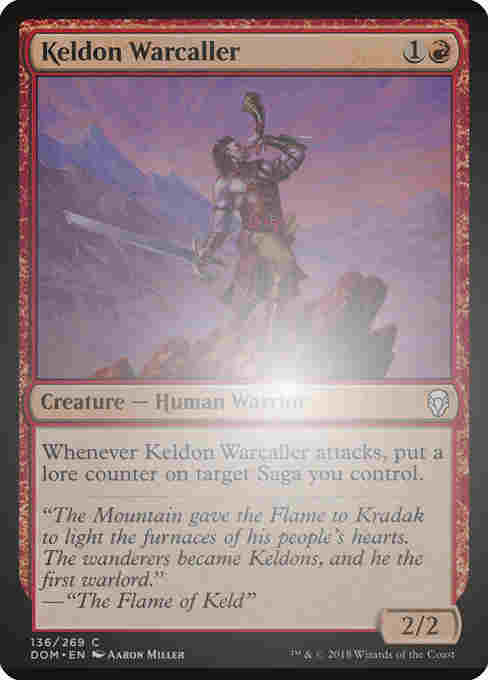 Keldon Warcaller 1
Creature — Human Warrior
Whenever Keldon Warcaller attacks, put a
lore counter on target Saga you control.
“The Mountain gave the Flame to Kradak
to light the furnaces of his people’s hearts.
The wanderers became Keldons, and he the
first warlord.”
—“The Flame of Keld”
2/2
136/269 C
DOM • EN Aaron Miller
™ & © 2018 Wizards of the Coast